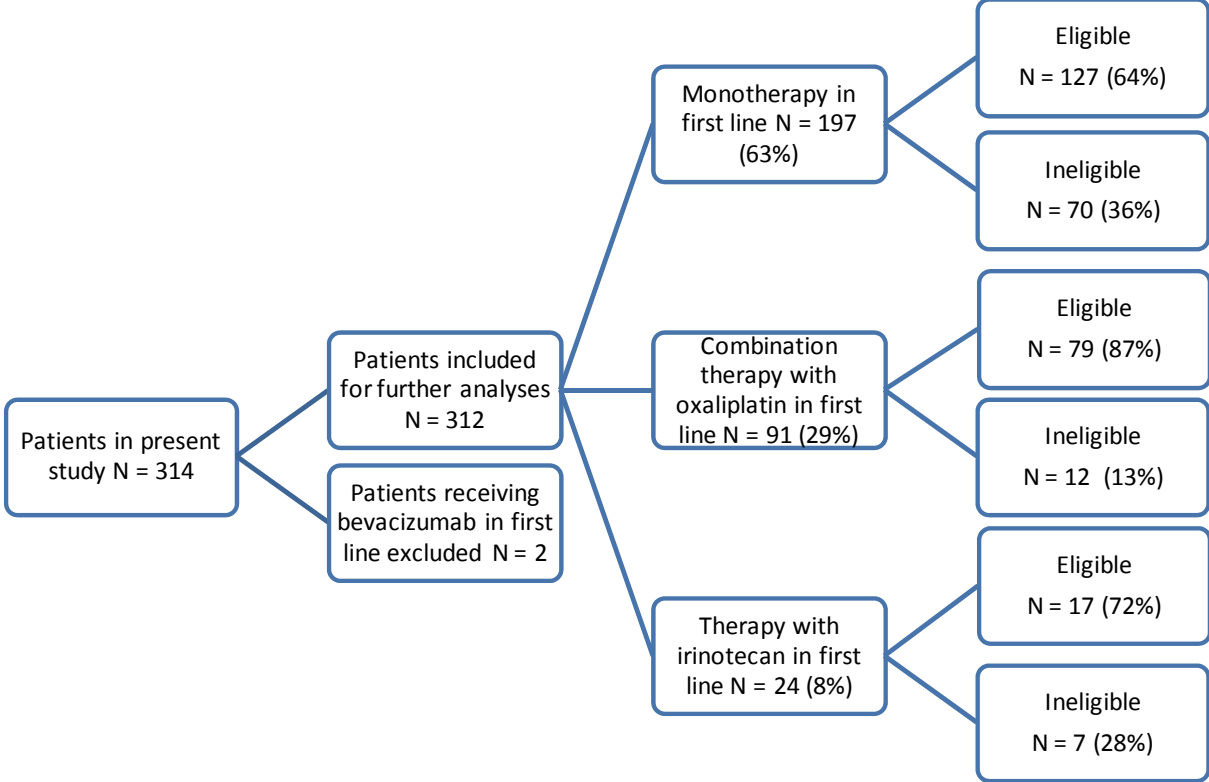 Patients in present
study N = 314
Patients included
for further analyses
N = 312
Patients receiving
bevacizumab in first
line excluded N = 2
Monotherapy in
first line N = 197
(63%)
Combination
therapy with
oxaliplatin in first
line N = 91 (29%)
Therapy with
irinotecan in first
line N = 24 (8%)
Eligible
N = 127 (64%)
Ineligible
N = 70 (36%)
Eligible
N = 79 (87%)
Ineligible
N = 12 (13%)
Eligible
N = 17 (72%)
Ineligible
N = 7 (28%)